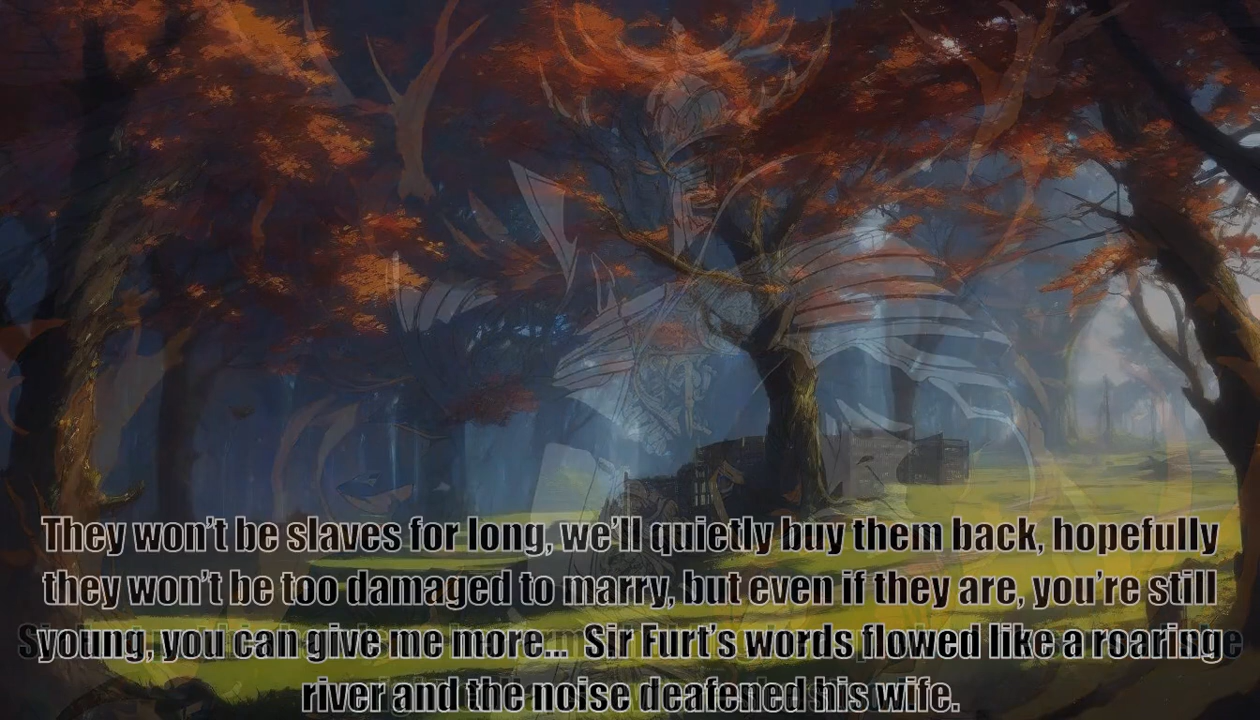 They won't be slaves for long, we'll quietly buy them back, hopefully
they won't be too damaged to marry, but even if they are, you're still
young, you can give me more...  Sir Furt's words flowed like a roaring
river and the noise deafened his wife.